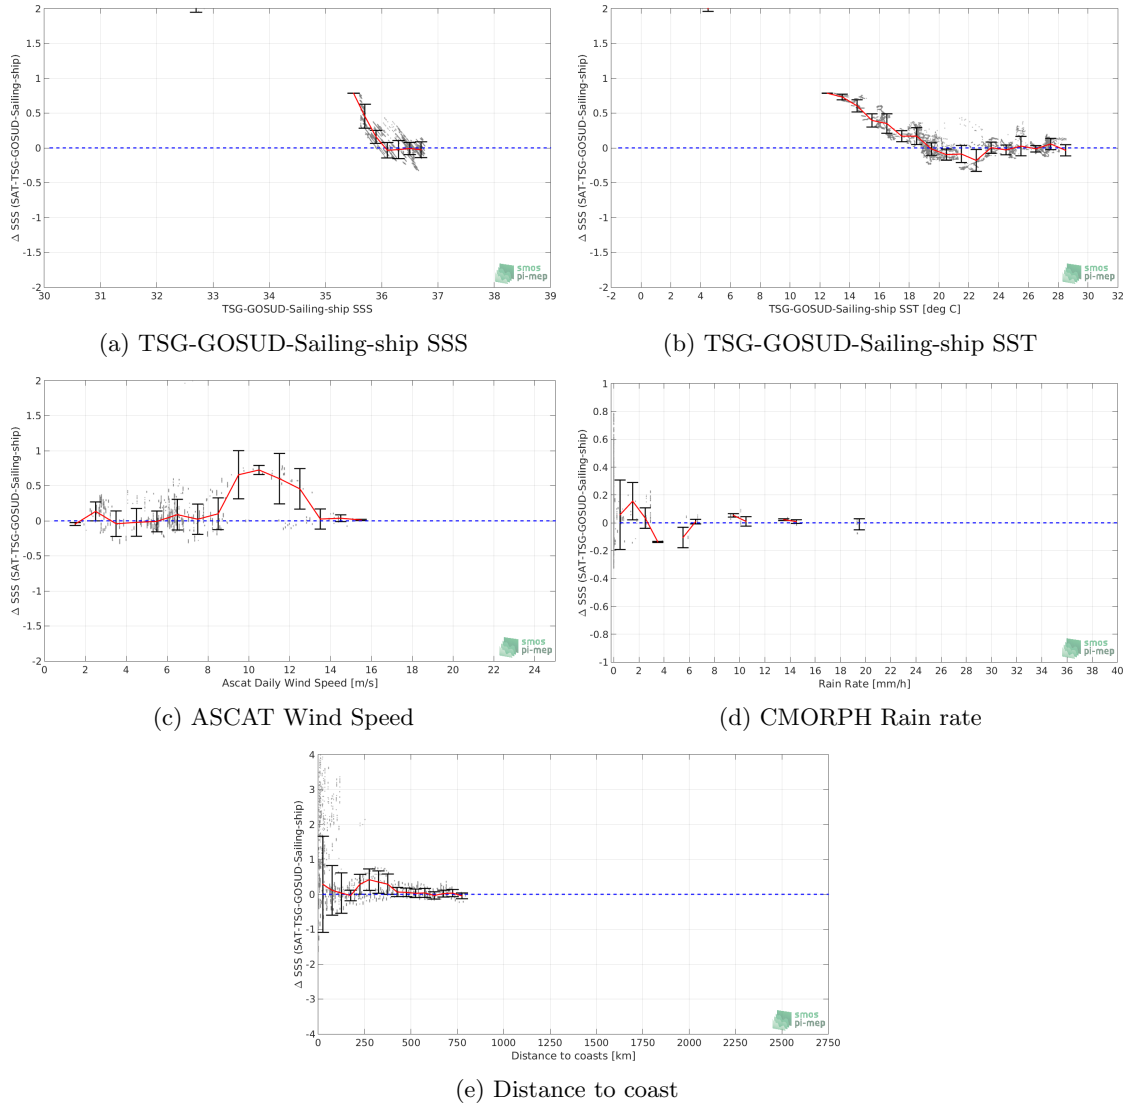 2
1.5
1
0.5
0
-0.5
-1
-1.5
-2
Δ SSS (SAT-TSG-GOSUD-Sailing-ship)
30 31 32 33 34 35 36 37 38 39
TSG-GOSUD-Sailing-ship SSS
smos
pi-mep
(a) TSG-GOSUD-Sailing-ship SSS
2
1.5
1
0.5
0
-0.5
-1
-1.5
-2
Δ SSS (SAT-TSG-GOSUD-Sailing-ship)
-2 0 2 4 6 8 10 12 14 16 18 20 22 24 26 28 30 32
TSG-GOSUD-Sailing-ship SST [deg C]
smos
pi-mep
(b) TSG-GOSUD-Sailing-ship SST
2
1.5
1
0.5
0
-0.5
-1
-1.5
-2
Δ SSS (SAT-TSG-GOSUD-Sailing-ship)
0 2 4 6 8 10 12 14 16 18 20 22 24
Ascat Daily Wind Speed [m/s]
smos
pi-mep
(c) ASCAT Wind Speed
1
0.8
0.6
0.4
0.2
0
-0.2
-0.4
-0.6
-0.8
-1
Δ SSS (SAT-TSG-GOSUD-Sailing-ship)
0 2 4 6 8 10 12 14 16 18 20 22 24 26 28 30 32 34 36 38 40
Rain Rate [mm/h]
smos
pi-mep
(d) CMORPH Rain rate
4
3
2
1
0
-1
-2
-3
-4
Δ SSS (SAT-TSG-GOSUD-Sailing-ship)
0 250 500 750 1000 1250 1500 1750 2000 2250 2500 2750
Distance to coasts [km]
smos
pi-mep
(e) Distance to coast